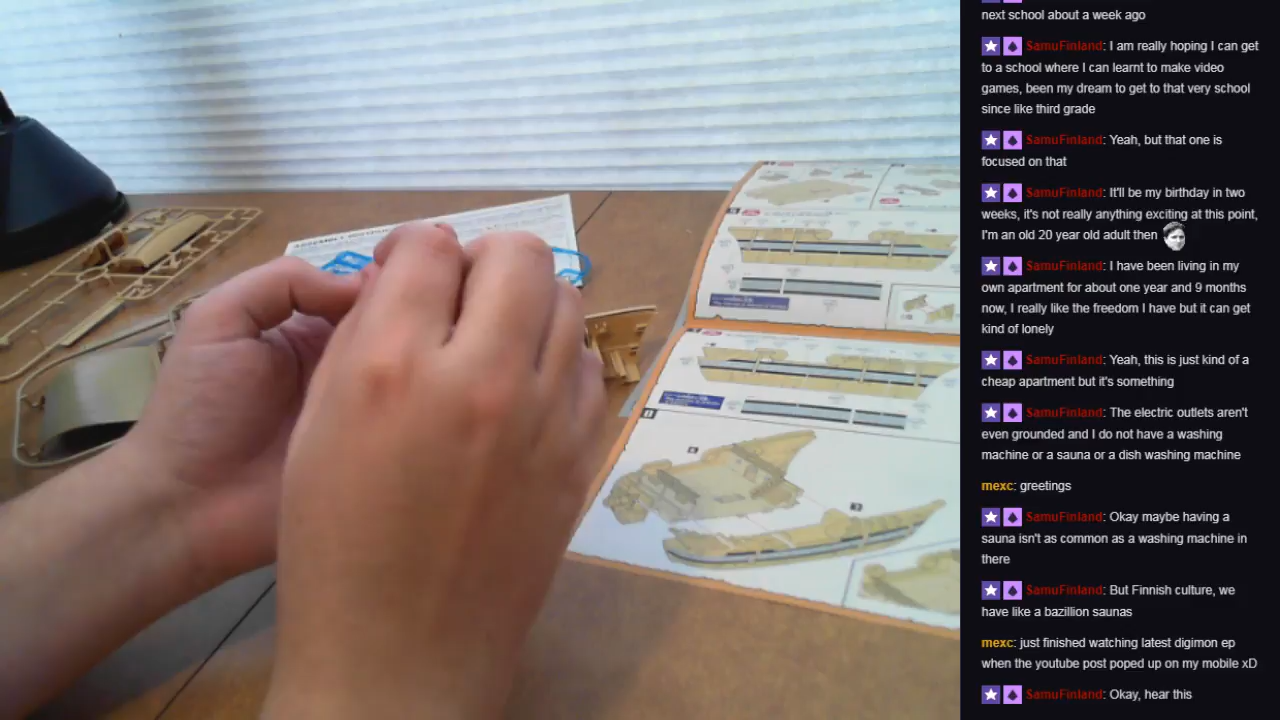 ASSEMBLY
next school about a week ago
SamuFinland: I am really hoping I can get
to a school where I can learnt to make video
games, been my dream to get to that very school
since like third grade
SamuFinland: Yeah, but that one is
focused on that
SamuFinland: It'll be my birthday in two
weeks, it's not really anything exciting at this point,
I'm an old 20 year old adult then
SamuFinland: I have been living in my
own apartment for about one year and 9 months
now, I really like the freedom I have but it can get
kind of lonely
SamuFinland: Yeah, this is just kind of a
cheap apartment but it's something
SamuFinland: The electric outlets aren't
even grounded and I do not have a washing
machine or a sauna or a dish washing machine
mexc: greetings
SamuFinland: Okay maybe having a
sauna isn't as common as a washing machine in
there
SamuFinland: But Finnish culture, we
have like a bazillion saunas
mexc: just finished watching latest digimon ep
when the youtube post poped up on my mobile xD
SamuFinland: Okay, hear this